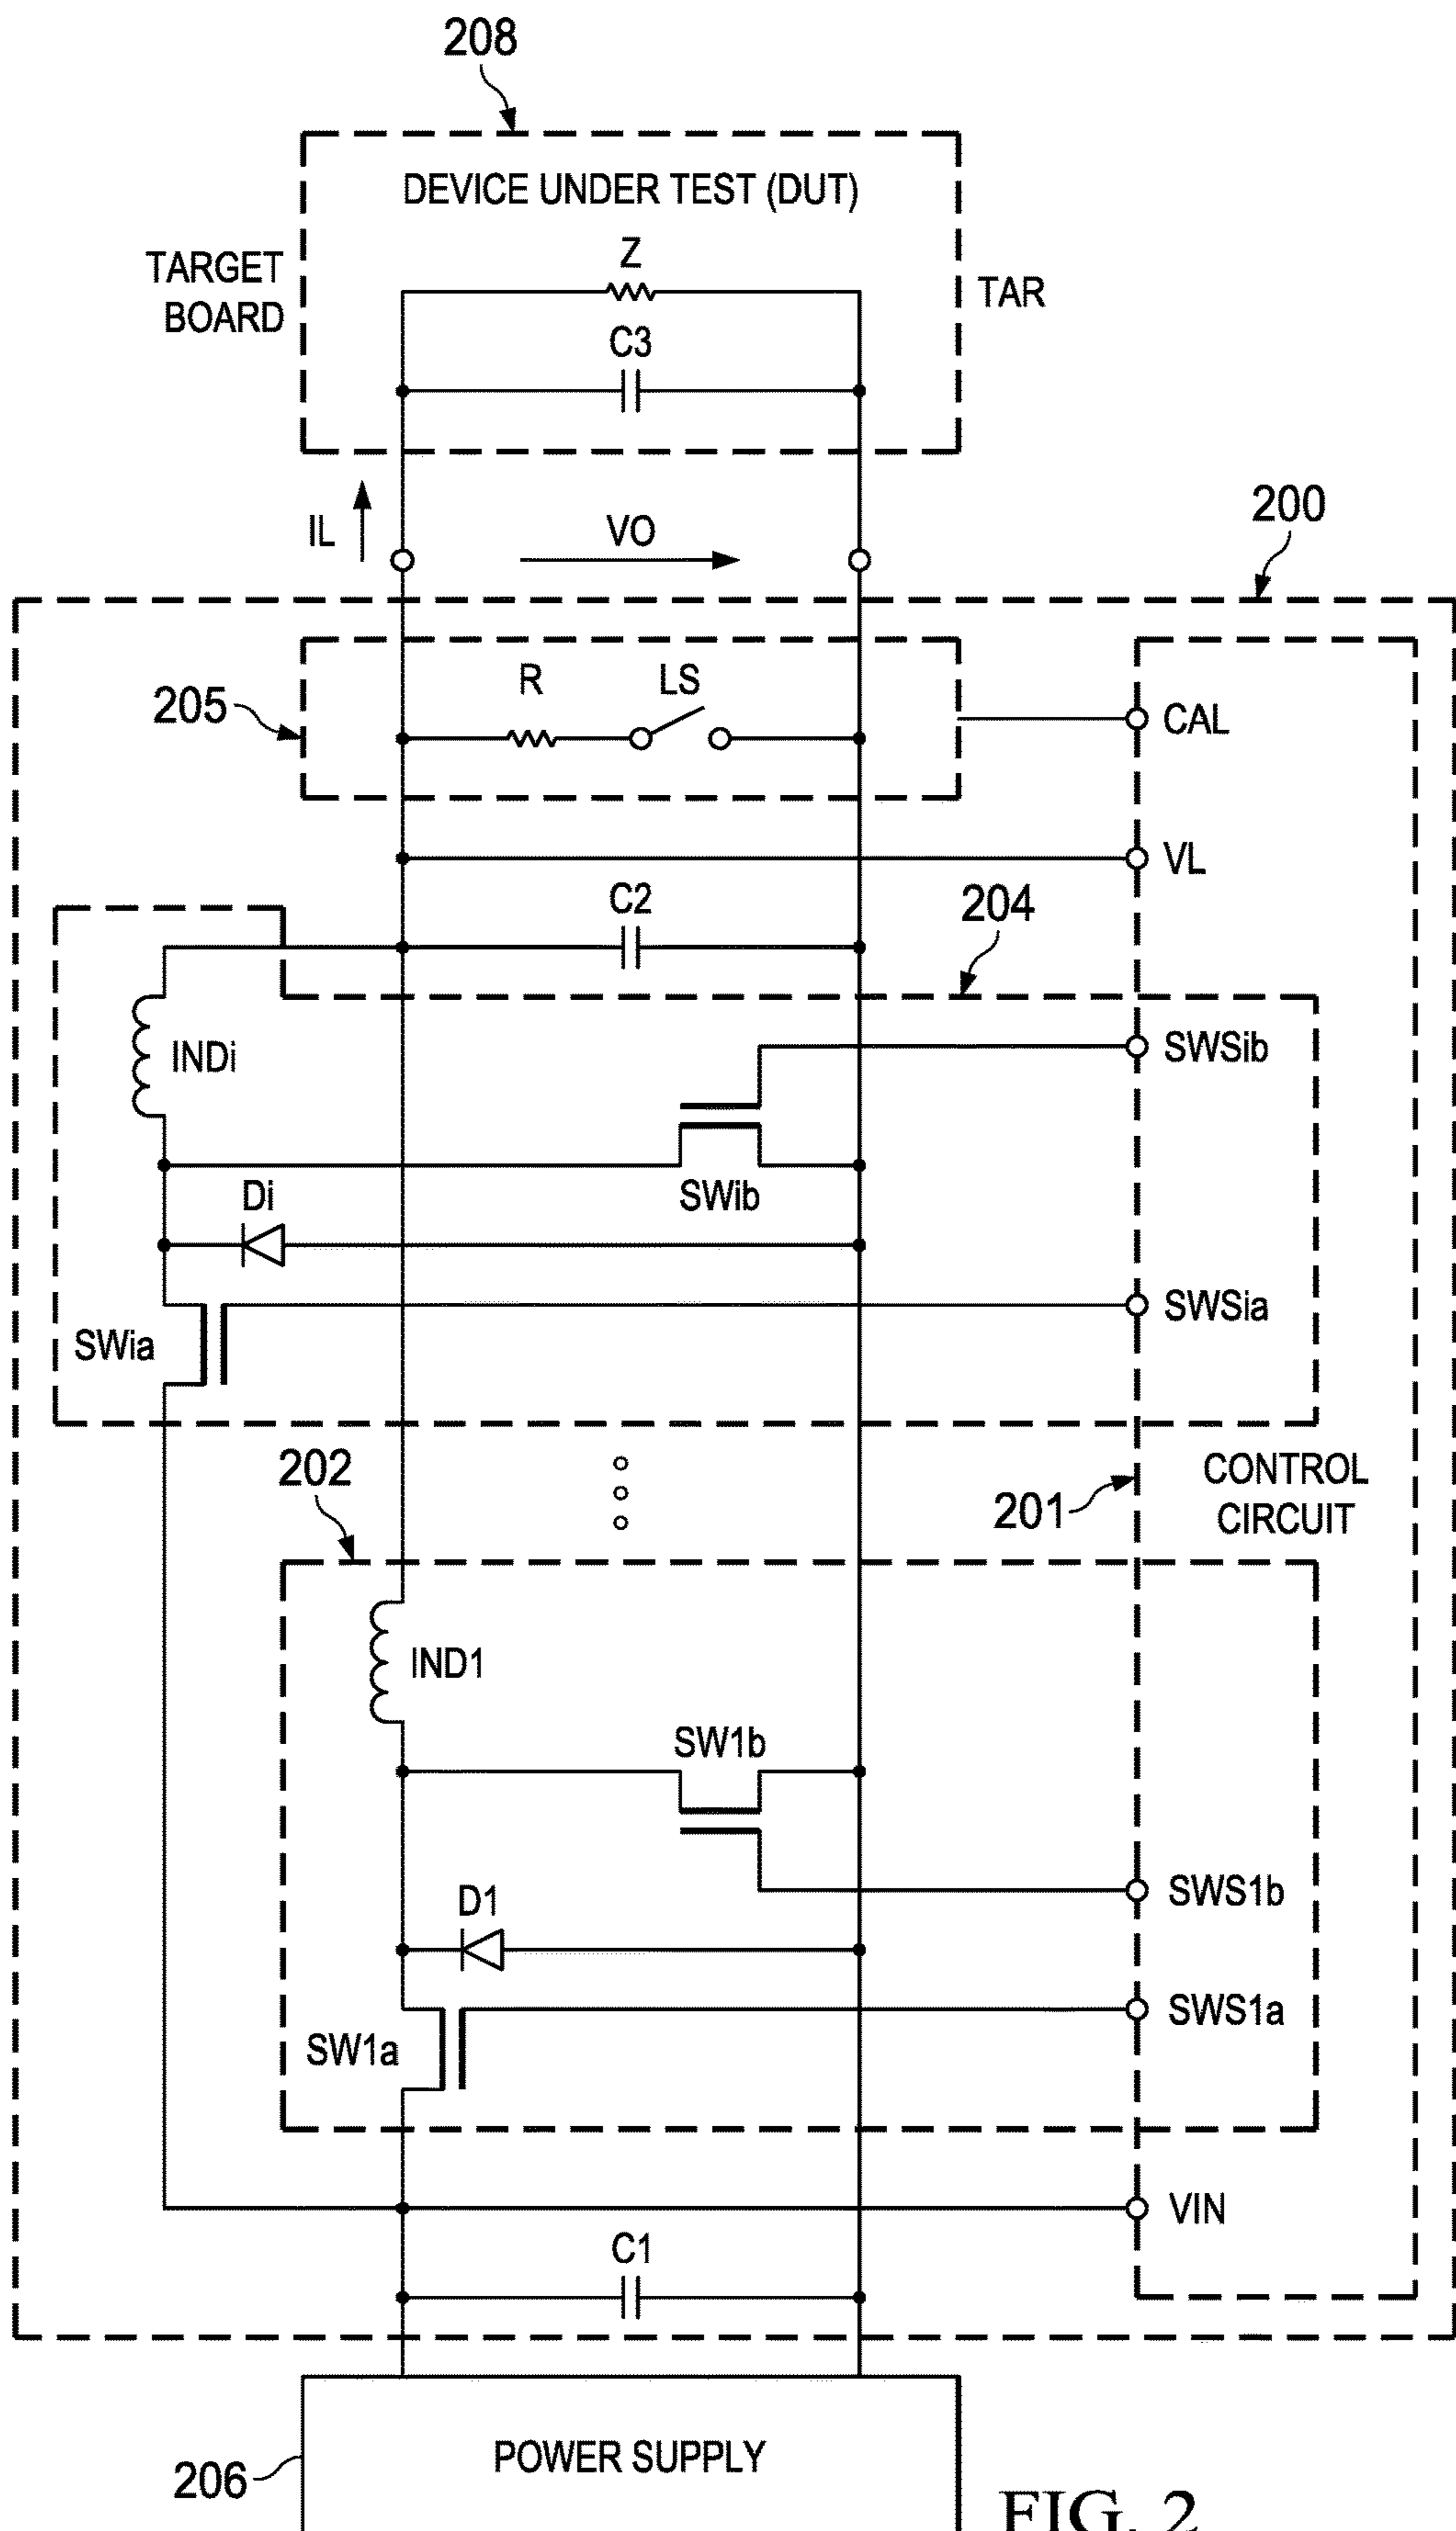 208
DEVICE UNDER TEST (DUT)
TARGET
BOARD
Z
TAR
C3
IL
VO
200
205
R
LS
CAL
VL
C2
204
INDi
SWSib
SWib
Di
SWSia
SWia
202
201
CONTROL
CIRCUIT
IND1
SW1b
D1
SWS1b
SW1a
SWS1a
VIN
C1
206
POWER SUPPLY
FIG. 2